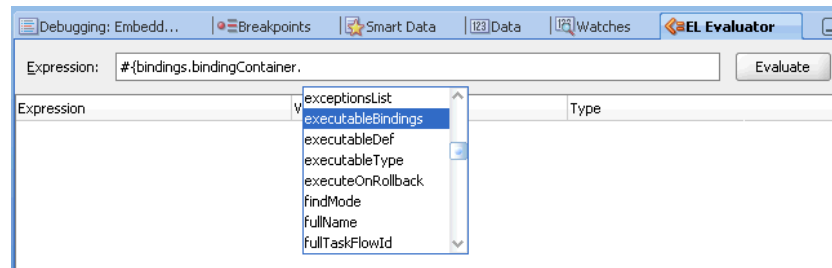 Debugging: Embedd... Breakpoints Smart Data 123 Data Watches EL Evaluator
Expression: #{bindings.bindingContainer. Evaluate
Expression V Type
exceptionsList
executableBindings
executableDef
executableType
executeOnRollback
findMode
fullName
fullTaskFlowId